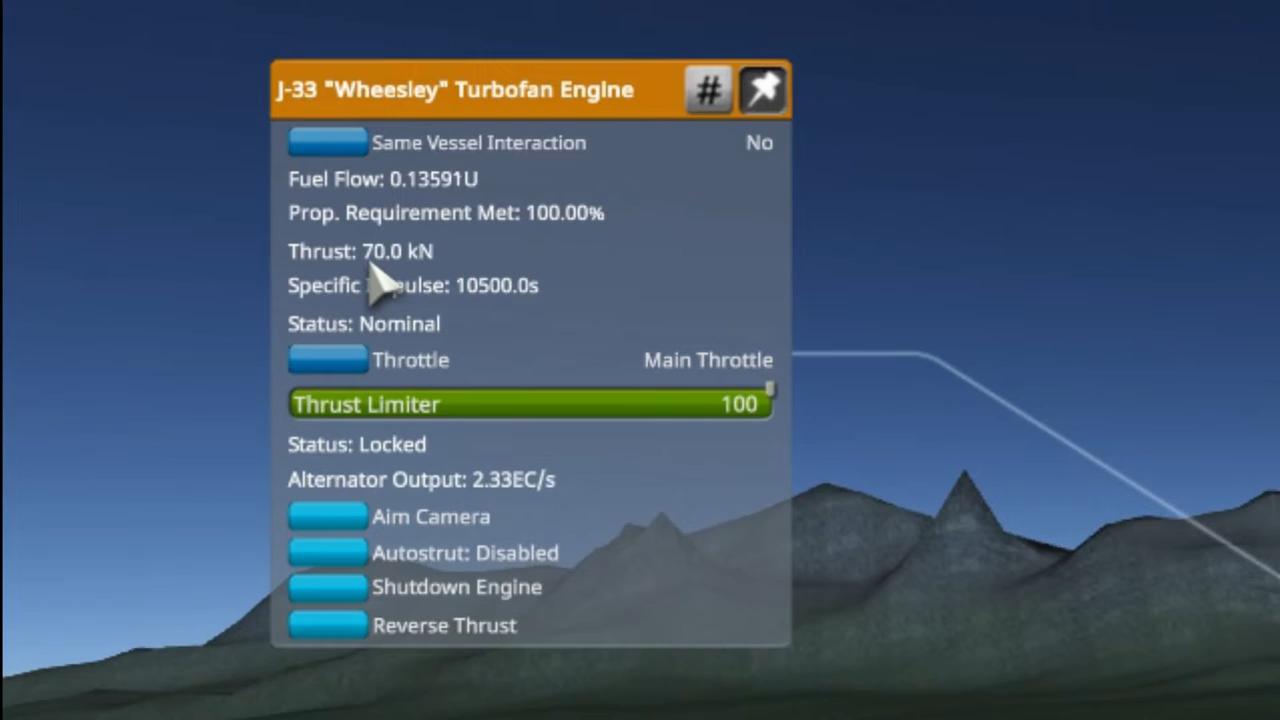 J-33 "Wheesley" Turbofan Engine #
Same Vessel Interaction No
Fuel Flow: 0.13591U
Prop. Requirement Met: 100.00%
Thrust: 70.0 kN
Specific Impulse: 10500.0s
Status: Nominal
Throttle Main Throttle
Thrust Limiter 100
Status: Locked
Alternator Output: 2.33EC/s
Aim Camera
Autostrut: Disabled
Shutdown Engine
Reverse Thrust